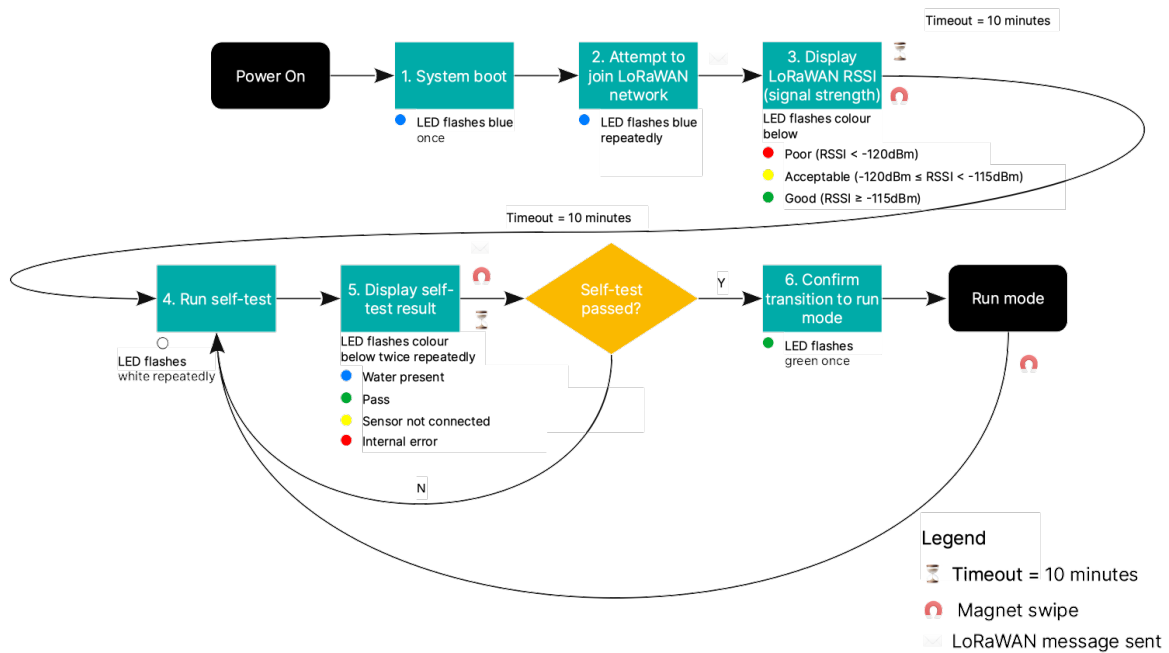 Timeout = 10 minutes
Power On
1. System boot
2. Attempt to
join LoRaWAN
network
3. Display
LoRaWAN RSSI
(signal strength)
LED flashes blue
once
LED flashes blue
repeatedly
LED flashes colour
below
Poor (RSSI < -120dBm)
Acceptable (-120dBm ≤ RSSI < -115dBm)
Good (RSSI ≥ -115dBm)
Timeout = 10 minutes
4. Run self-test
5. Display self-
test result
Self-test
passed?
Y
6. Confirm
transition to run
mode
Run mode
LED flashes
white repeatedly
LED flashes colour
below twice repeatedly
Water present
Pass
Sensor not connected
Internal error
LED flashes
green once
N
Legend
Timeout = 10 minutes
Magnet swipe
LoRaWAN message sent